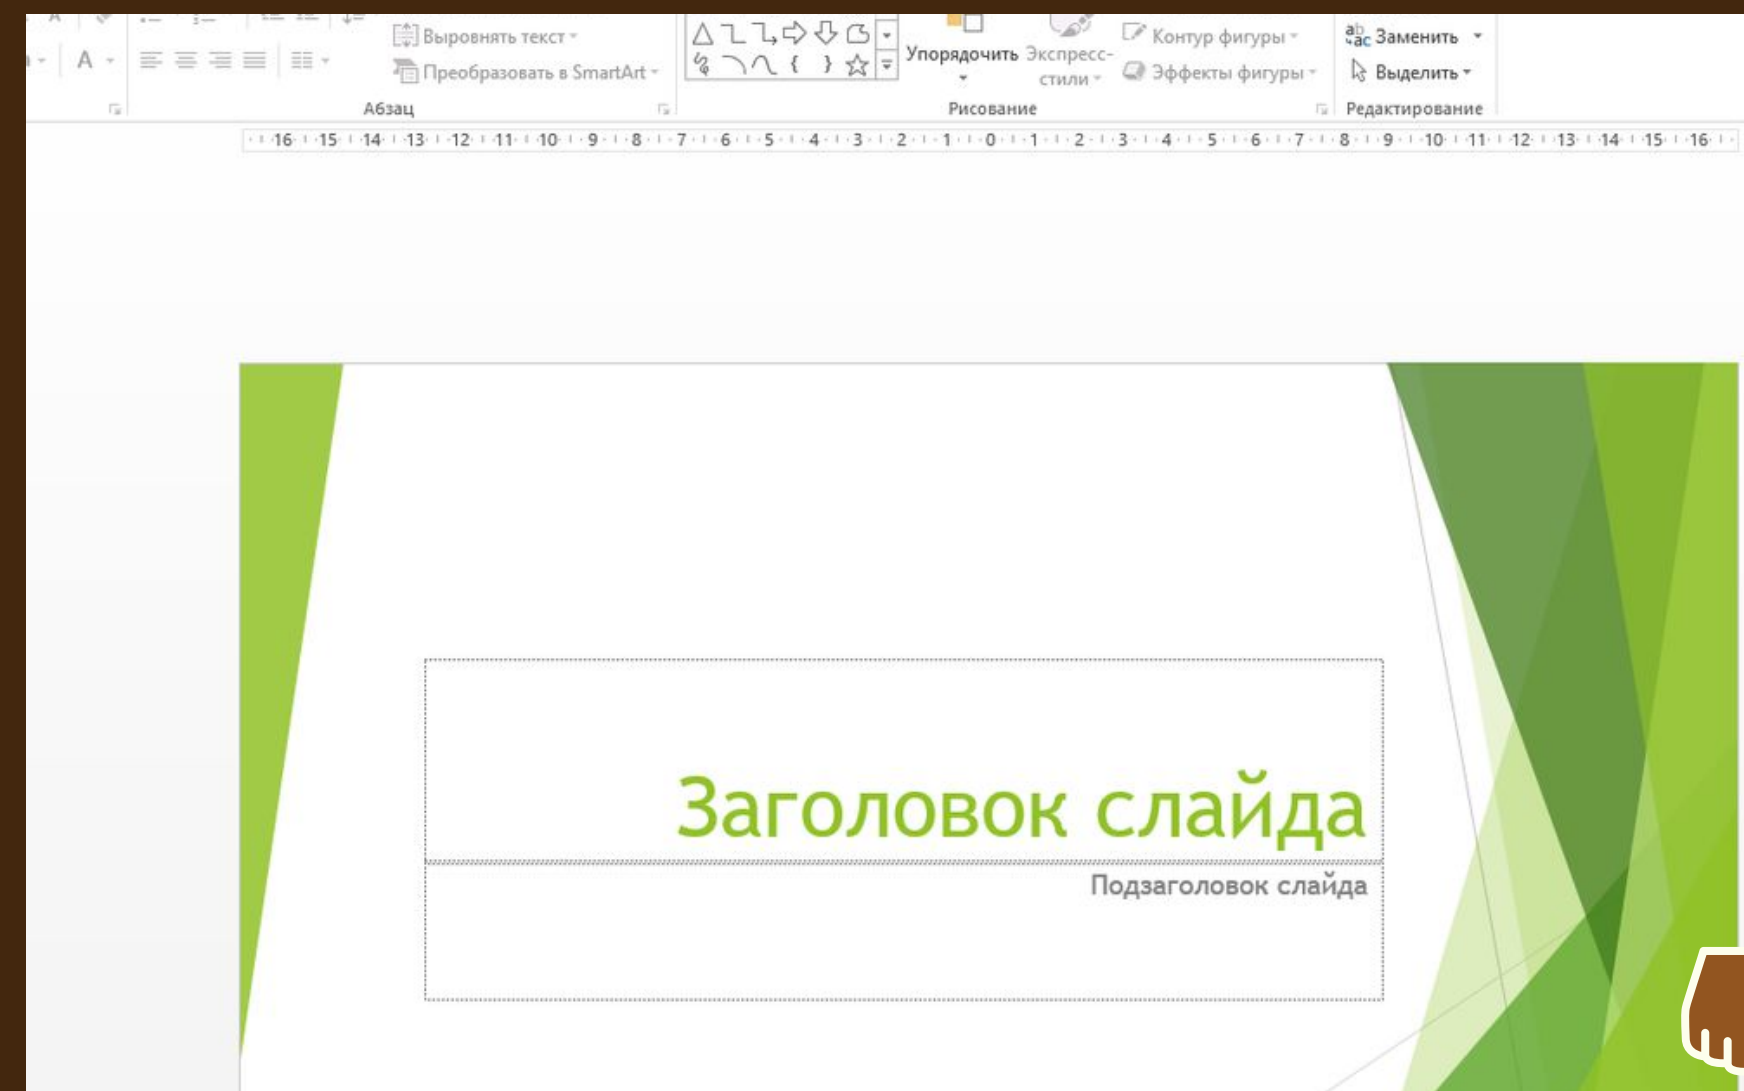 Выровнять текст
Преобразовать в SmartArt
Абзац
Упорядочить
Экспресс-
стили
Рисование
Контур фигуры
Эффекты фигуры
Заменить
Выделить
Редактирование
16 15 14 13 12 11 10 9 8 7 6 5 4 3 2 1 0 1 2 3 4 5 6 7 8 9 10 11 12 13 14 15 16
Заголовок слайда
Подзаголовок слайда